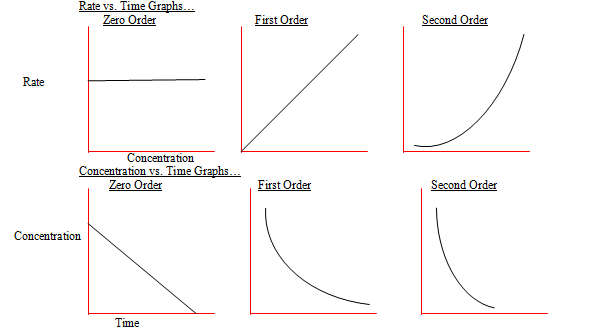 Rate vs. Time Graphs…
Zero Order
First Order
Second Order
Rate
Concentration
Concentration vs. Time Graphs…
Zero Order
First Order
Second Order
Concentration
Time